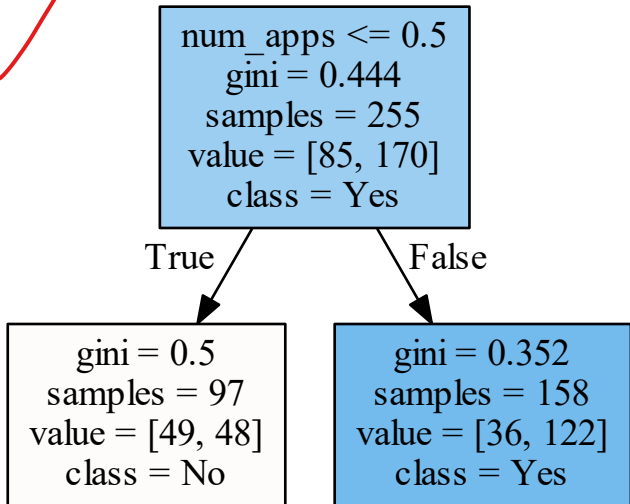 num_apps <= 0.5
gini = 0.444
samples = 255
value = [85, 170]
class = Yes
True
False
gini = 0.5
samples = 97
value = [49, 48]
class = No
gini = 0.352
samples = 158
value = [36, 122]
class = Yes